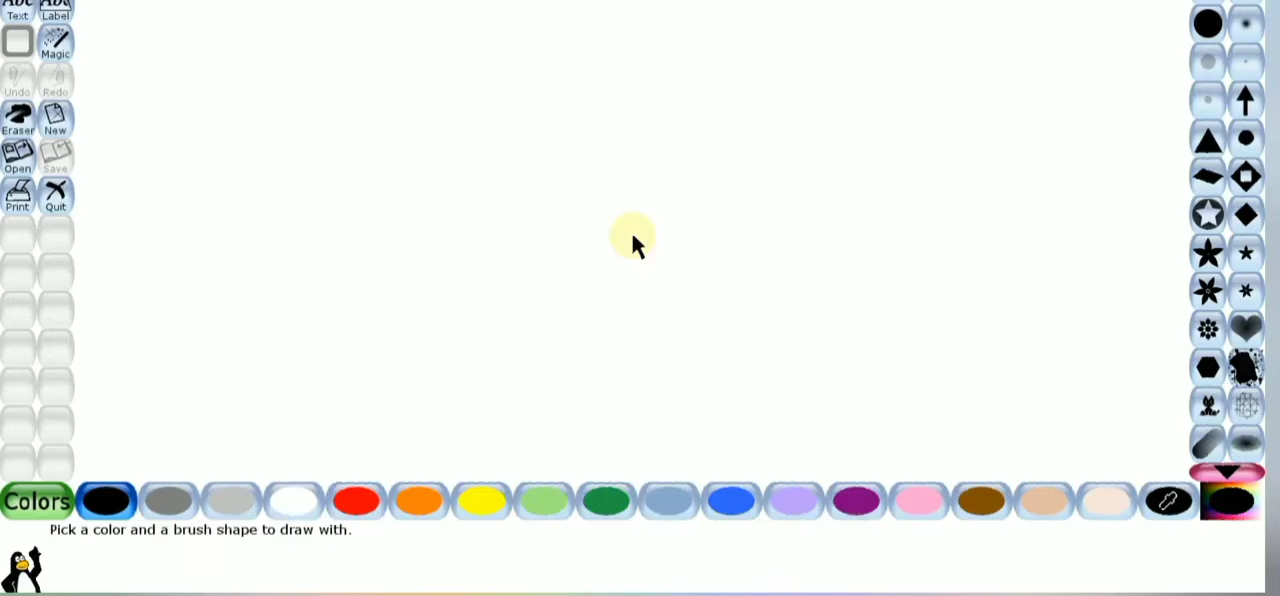 Text Label
Magic
Undo Redo
Eraser New
Open Save
Print Quit
Colors
Pick a color and a brush shape to draw with.